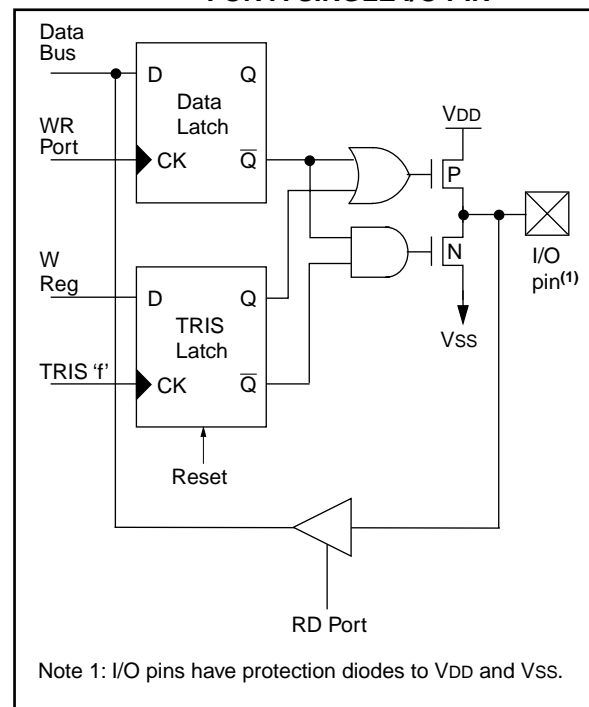 Data
Bus
D
Q
Data
Latch
WR
Port
CK
Q
VDD
P
N
I/O
pin(1)
VSS
W
Reg
D
Q
TRIS
Latch
TRIS 'f'
CK
Q
Reset
RD Port
Note 1: I/O pins have protection diodes to VDD and VSS.